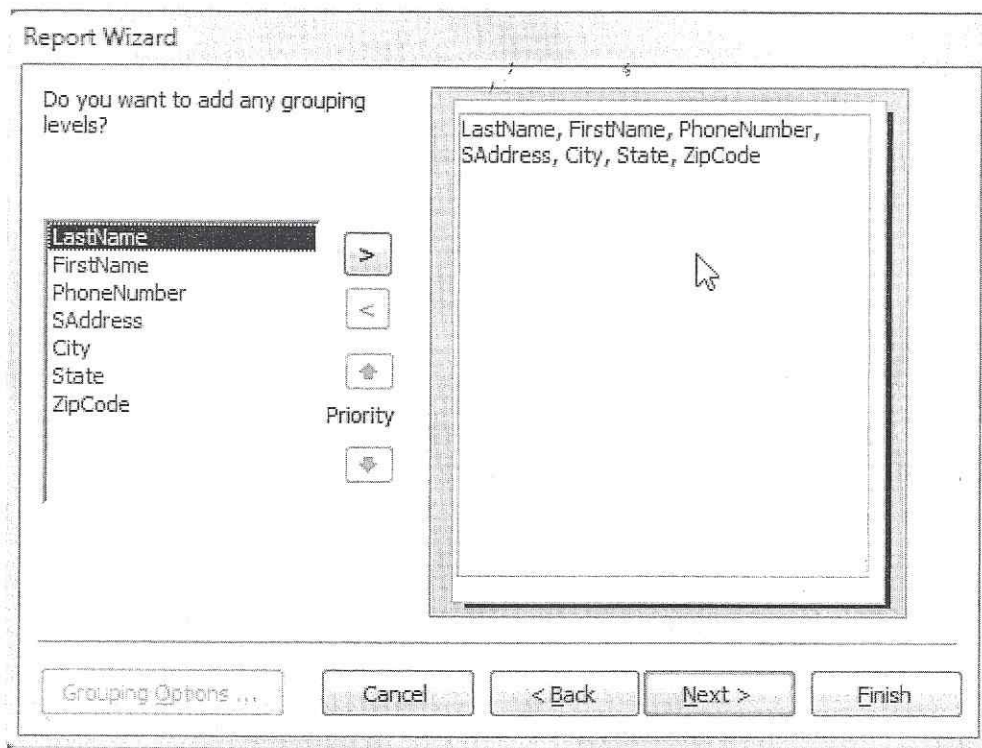 Report Wizard
Do you want to add any grouping
levels?
LastName
FirstName
PhoneNumber
SAddress
City
State
ZipCode
>
<
Priority
LastName, FirstName, PhoneNumber,
SAddress, City, State, ZipCode
Grouping Options ...
Cancel
< Back
Next >
Finish